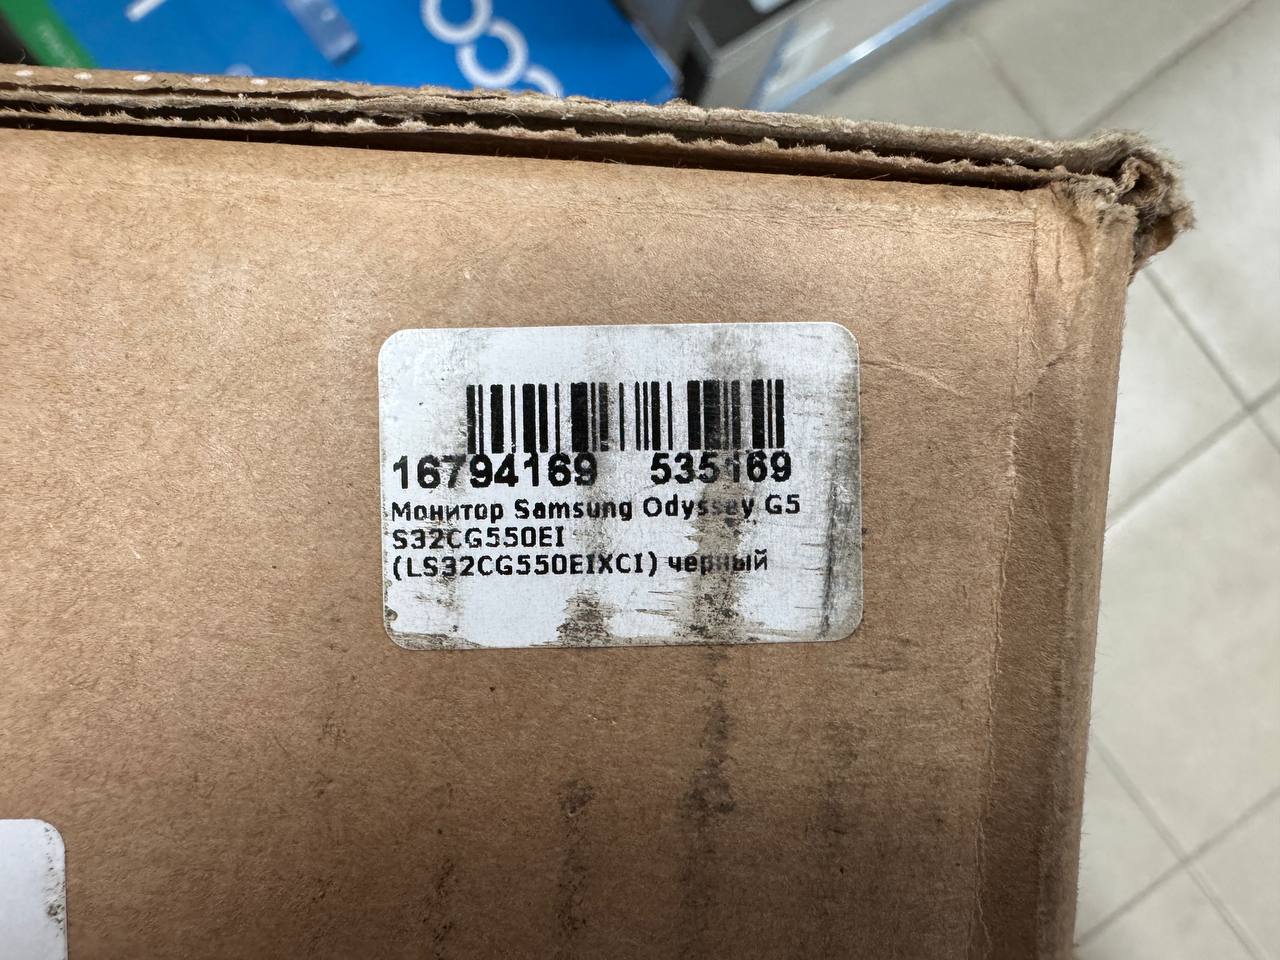 16794169 535169
Монитор Samsung Odyssey G5
S32CG550EI
(LS32CG550EIXCI) черный